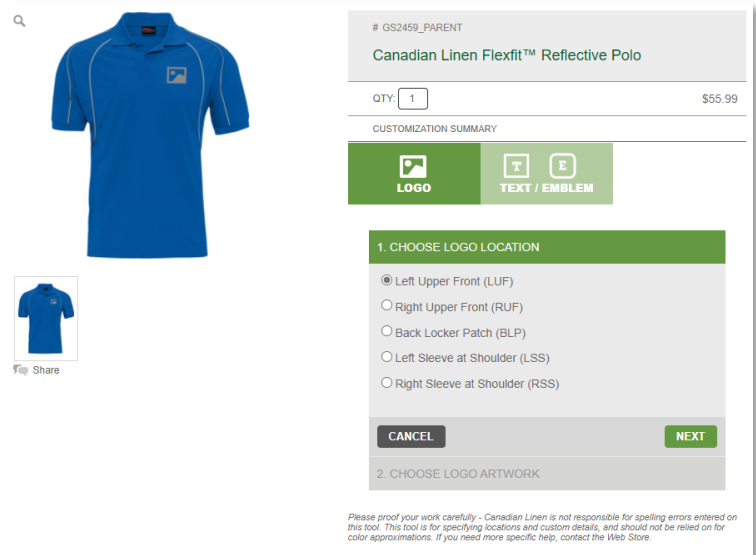 # GS2459_PARENT
Canadian Linen Flexfit™ Reflective Polo
QTY: 1 $55.99
CUSTOMIZATION SUMMARY
LOGO
T E
TEXT / EMBLEM
1. CHOOSE LOGO LOCATION
Left Upper Front (LUF)
Right Upper Front (RUF)
Back Locker Patch (BLP)
Left Sleeve at Shoulder (LSS)
Right Sleeve at Shoulder (RSS)
CANCEL NEXT
2. CHOOSE LOGO ARTWORK
Share
Please proof your work carefully - Canadian Linen is not responsible for spelling errors entered on
this tool. This tool is for specifying locations and custom details, and should not be relied on for
color approximations. If you need more specific help, contact the Web Store.